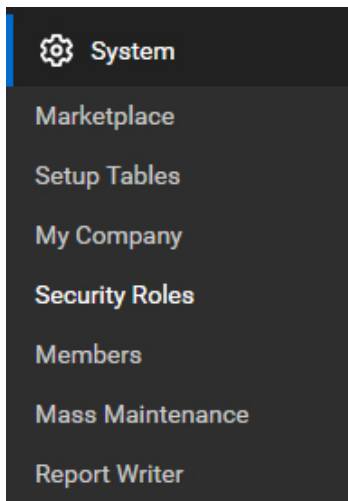 System
Marketplace
Setup Tables
My Company
Security Roles
Members
Mass Maintenance
Report Writer